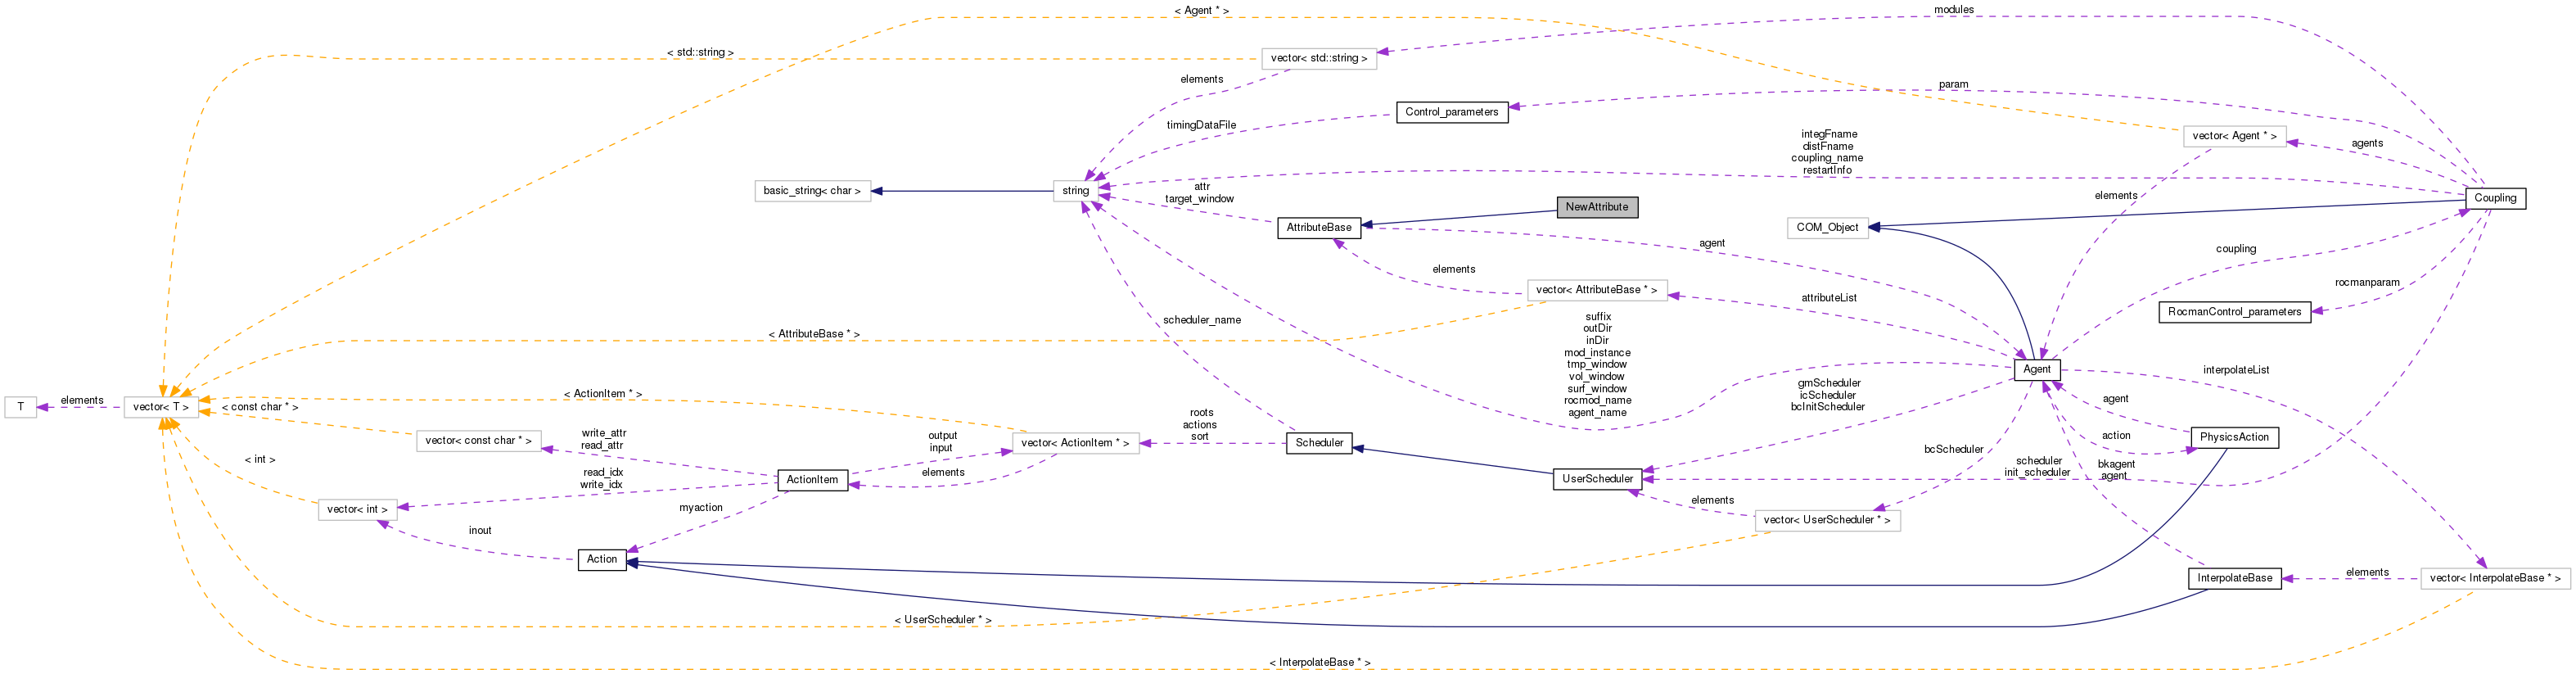 < Agent * >
modules
< std::string >
vector< std::string >
elements
param
Control_parameters
timingDataFile
integFname
distFname
coupling_name
restartInfo
vector< Agent * >
agents
basic_string< char >
string
attr
target_window
NewAttribute
elements
Coupling
AttributeBase
COM_Object
agent
coupling
elements
vector< AttributeBase * >
attributeList
rocmanparam
RocmanControl_parameters
scheduler_name
< AttributeBase * >
suffix
outDir
inDir
mod_instance
tmp_window
vol_window
surf_window
rocmod_name
agent_name
Agent
interpolateList
gmScheduler
icScheduler
bcInitScheduler
T
elements
vector< T >
< const char * >
< ActionItem * >
agent
vector< const char * >
write_attr
read_attr
output
input
vector< ActionItem * >
roots
actions
sort
Scheduler
action
PhysicsAction
bcScheduler
< int >
read_idx
write_idx
ActionItem
elements
UserScheduler
scheduler
init_scheduler
bkagent
agent
vector< int >
myaction
elements
vector< UserScheduler * >
inout
Action
InterpolateBase
elements
vector< InterpolateBase * >
< UserScheduler * >
< InterpolateBase * >